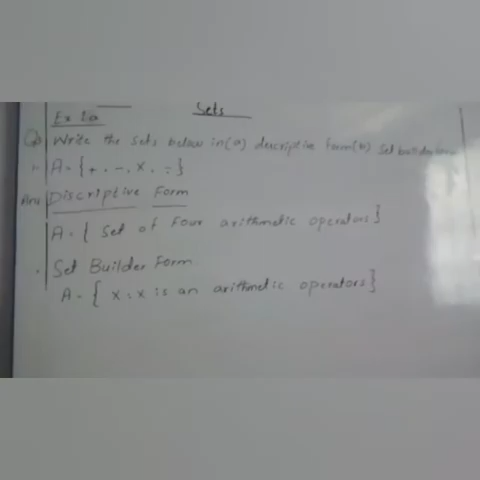 Sets
Ex 1a
Q Write the sets below in (a) descriptive form (b) Set builder form
A = {+, -, ×, ÷}
Ans Discriptive Form
A = { Set of Four arithmetic operators }
Set Builder Form
A = { x : x is an arithmetic operators }